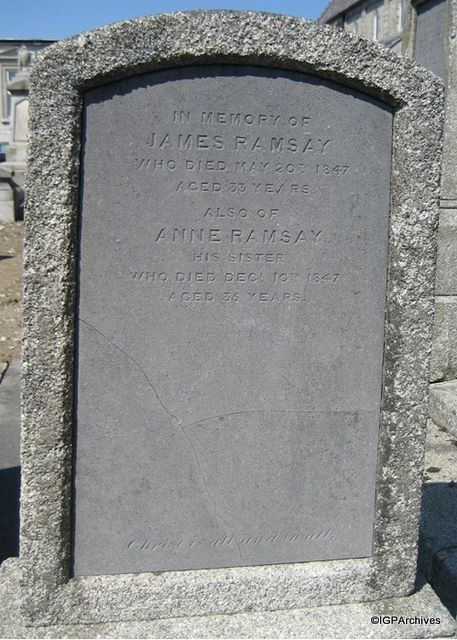 IN MEMORY OF
JAMES RAMSAY
WHO DIED MAY 20TH 1847
AGED 33 YEARS.
ALSO OF
ANNE RAMSAY
HIS SISTER
WHO DIED DECR 10TH 1847
AGED 36 YEARS.
Christ is all, and in all.
©IGPArchives